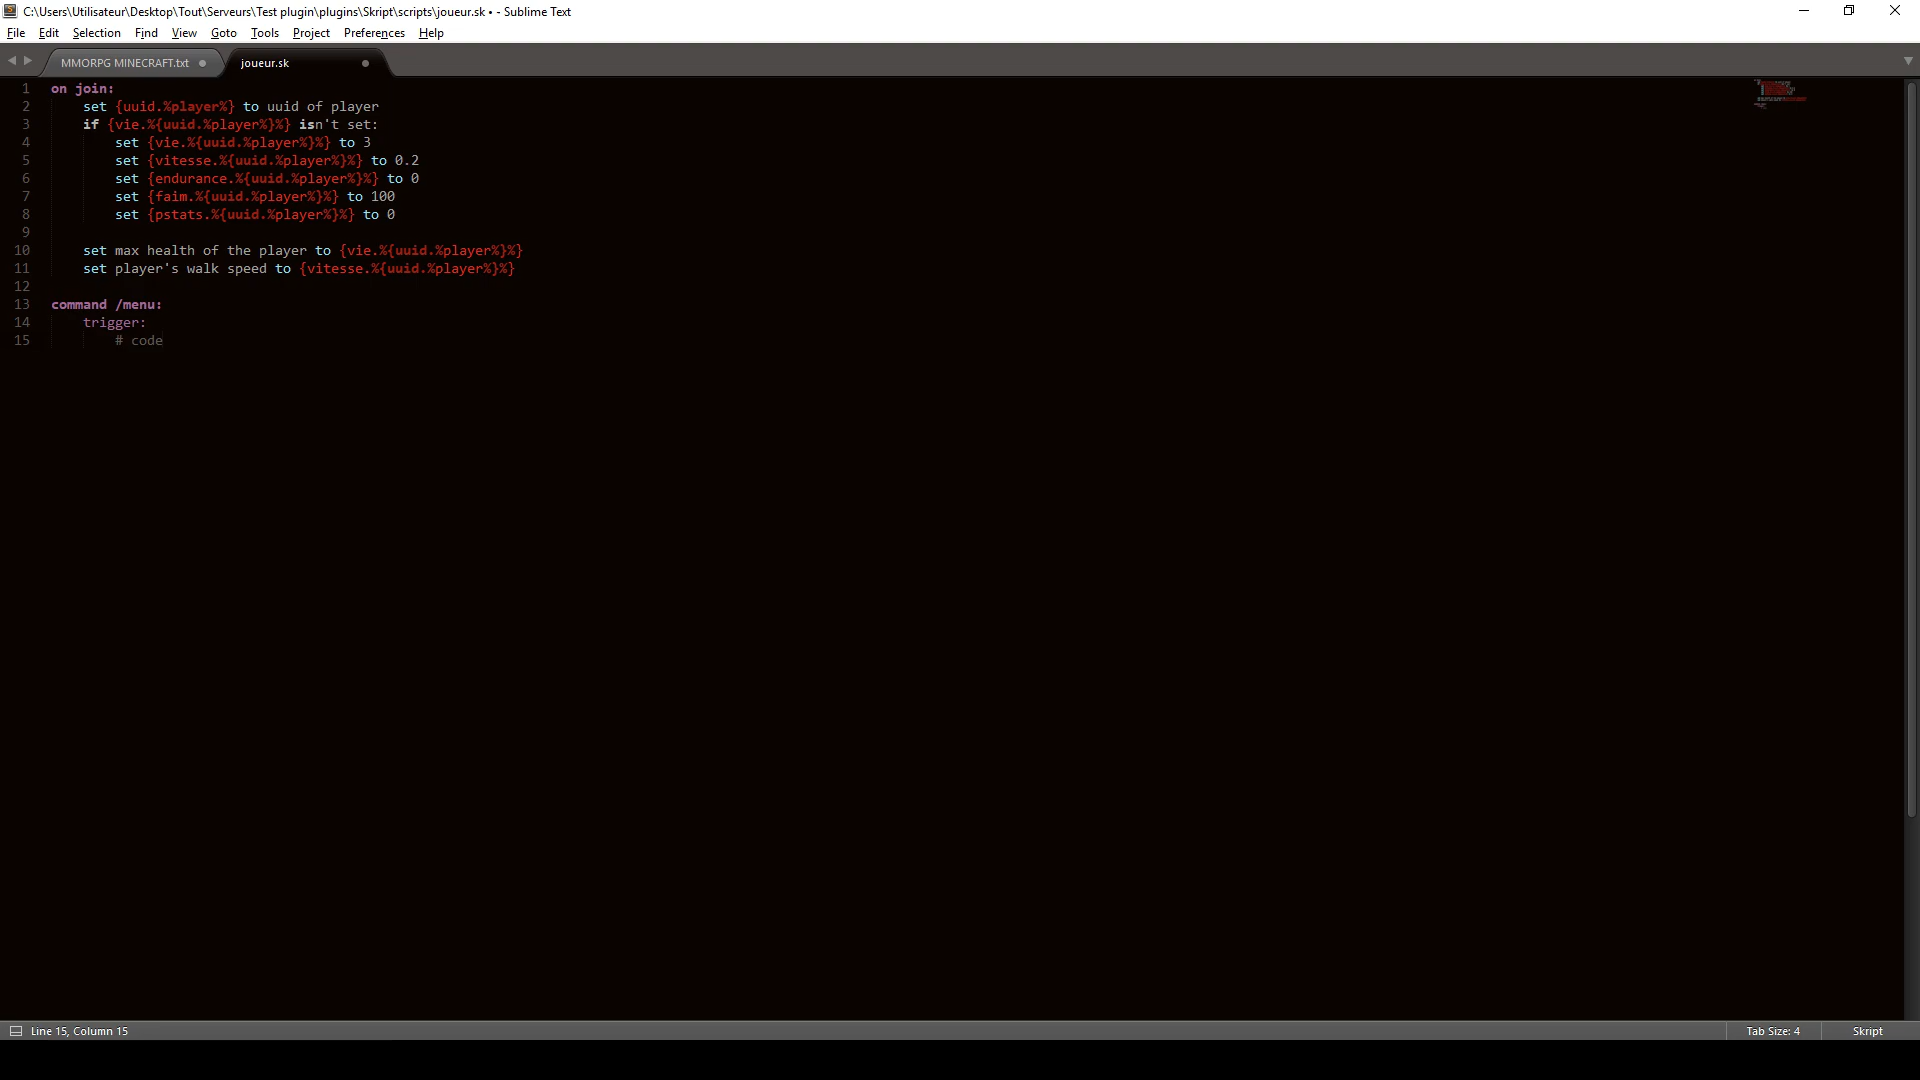 C:\Users\Utilisateur\Desktop\Tout\Serveurs\Test plugin\plugins\Skript\scripts\joueur.sk • - Sublime Text
File Edit Selection Find View Goto Tools Project Preferences Help
MMORPG MINECRAFT.txt joueur.sk
1 on join:
2 set {uuid.%player%} to uuid of player
3 if {vie.%{uuid.%player%}%} isn't set:
4 set {vie.%{uuid.%player%}%} to 3
5 set {vitesse.%{uuid.%player%}%} to 0.2
6 set {endurance.%{uuid.%player%}%} to 0
7 set {faim.%{uuid.%player%}%} to 100
8 set {pstats.%{uuid.%player%}%} to 0
9
10 set max health of the player to {vie.%{uuid.%player%}%}
11 set player's walk speed to {vitesse.%{uuid.%player%}%}
12
13 command /menu:
14 trigger:
15 # code
Line 15, Column 15 Tab Size: 4 Skript